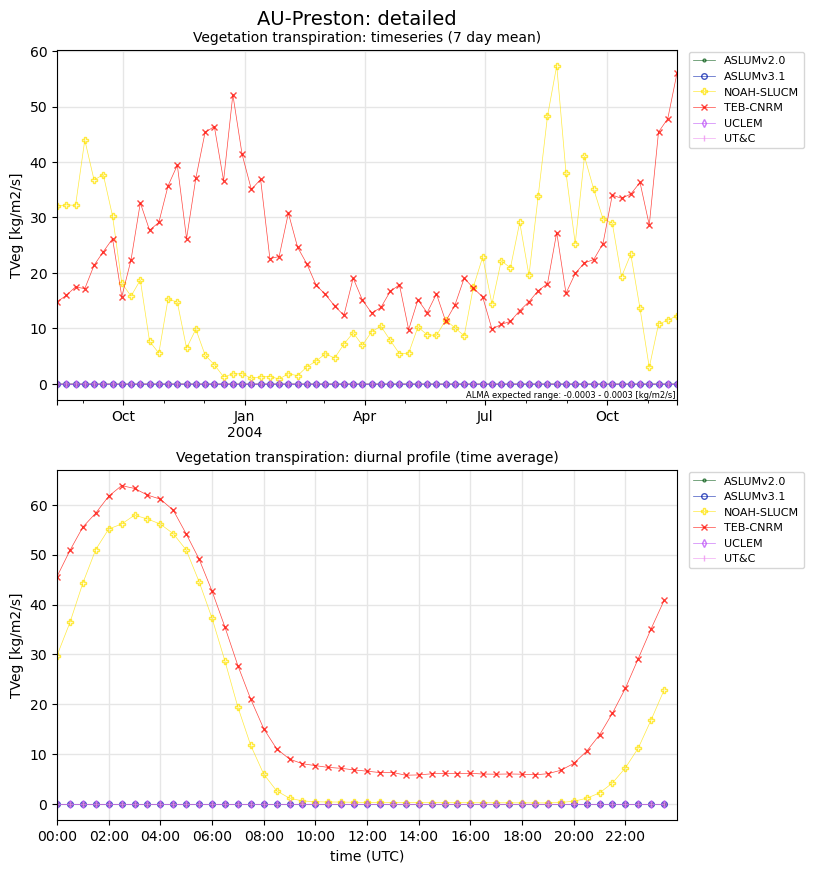 AU-Preston: detailed
Vegetation transpiration: timeseries (7 day mean)
TVeg [kg/m2/s]
60
50
40
30
20
10
0
Oct
Jan
2004
Apr
Jul
Oct
ALMA expected range: -0.0003 - 0.0003 [kg/m2/s]
ASLUMv2.0
ASLUMv3.1
NOAH-SLUCM
TEB-CNRM
UCLEM
UT&C
Vegetation transpiration: diurnal profile (time average)
TVeg [kg/m2/s]
60
50
40
30
20
10
0
00:00 02:00 04:00 06:00 08:00 10:00 12:00 14:00 16:00 18:00 20:00 22:00
time (UTC)
ASLUMv2.0
ASLUMv3.1
NOAH-SLUCM
TEB-CNRM
UCLEM
UT&C